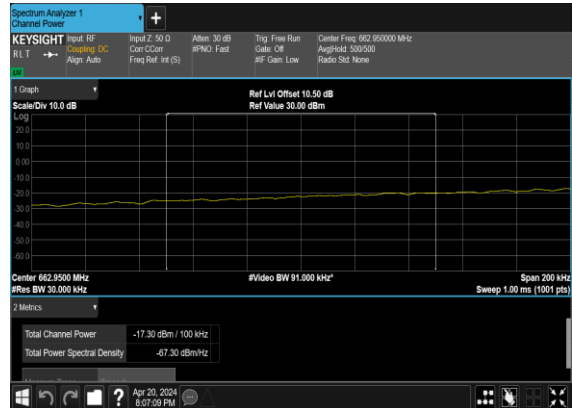 Spectrum Analyzer 1
Channel Power
+
KEYSIGHT Input: RF Input Z: 50 Ω Atten: 30 dB Trig: Free Run Center Freq: 662.950000 MHz
RLT Coupling: DC Corr CCorr #PNO: Fast Gate: Off Avg|Hold: 500/500
Align: Auto Freq Ref: Int (S) #IF Gain: Low Radio Std: None
1 Graph
Ref Lvl Offset 10.50 dB
Scale/Div 10.0 dB Ref Value 30.00 dBm
Log
20.0
10.0
0.00
-10.0
-20.0
-30.0
-40.0
-50.0
-60.0
Center 662.9500 MHz #Video BW 91.000 kHz* Span 200 kHz
#Res BW 30.000 kHz Sweep 1.00 ms (1001 pts)
2 Metrics
Total Channel Power -17.30 dBm / 100 kHz
Total Power Spectral Density -67.30 dBm/Hz
? Apr 20, 2024
8:07:09 PM